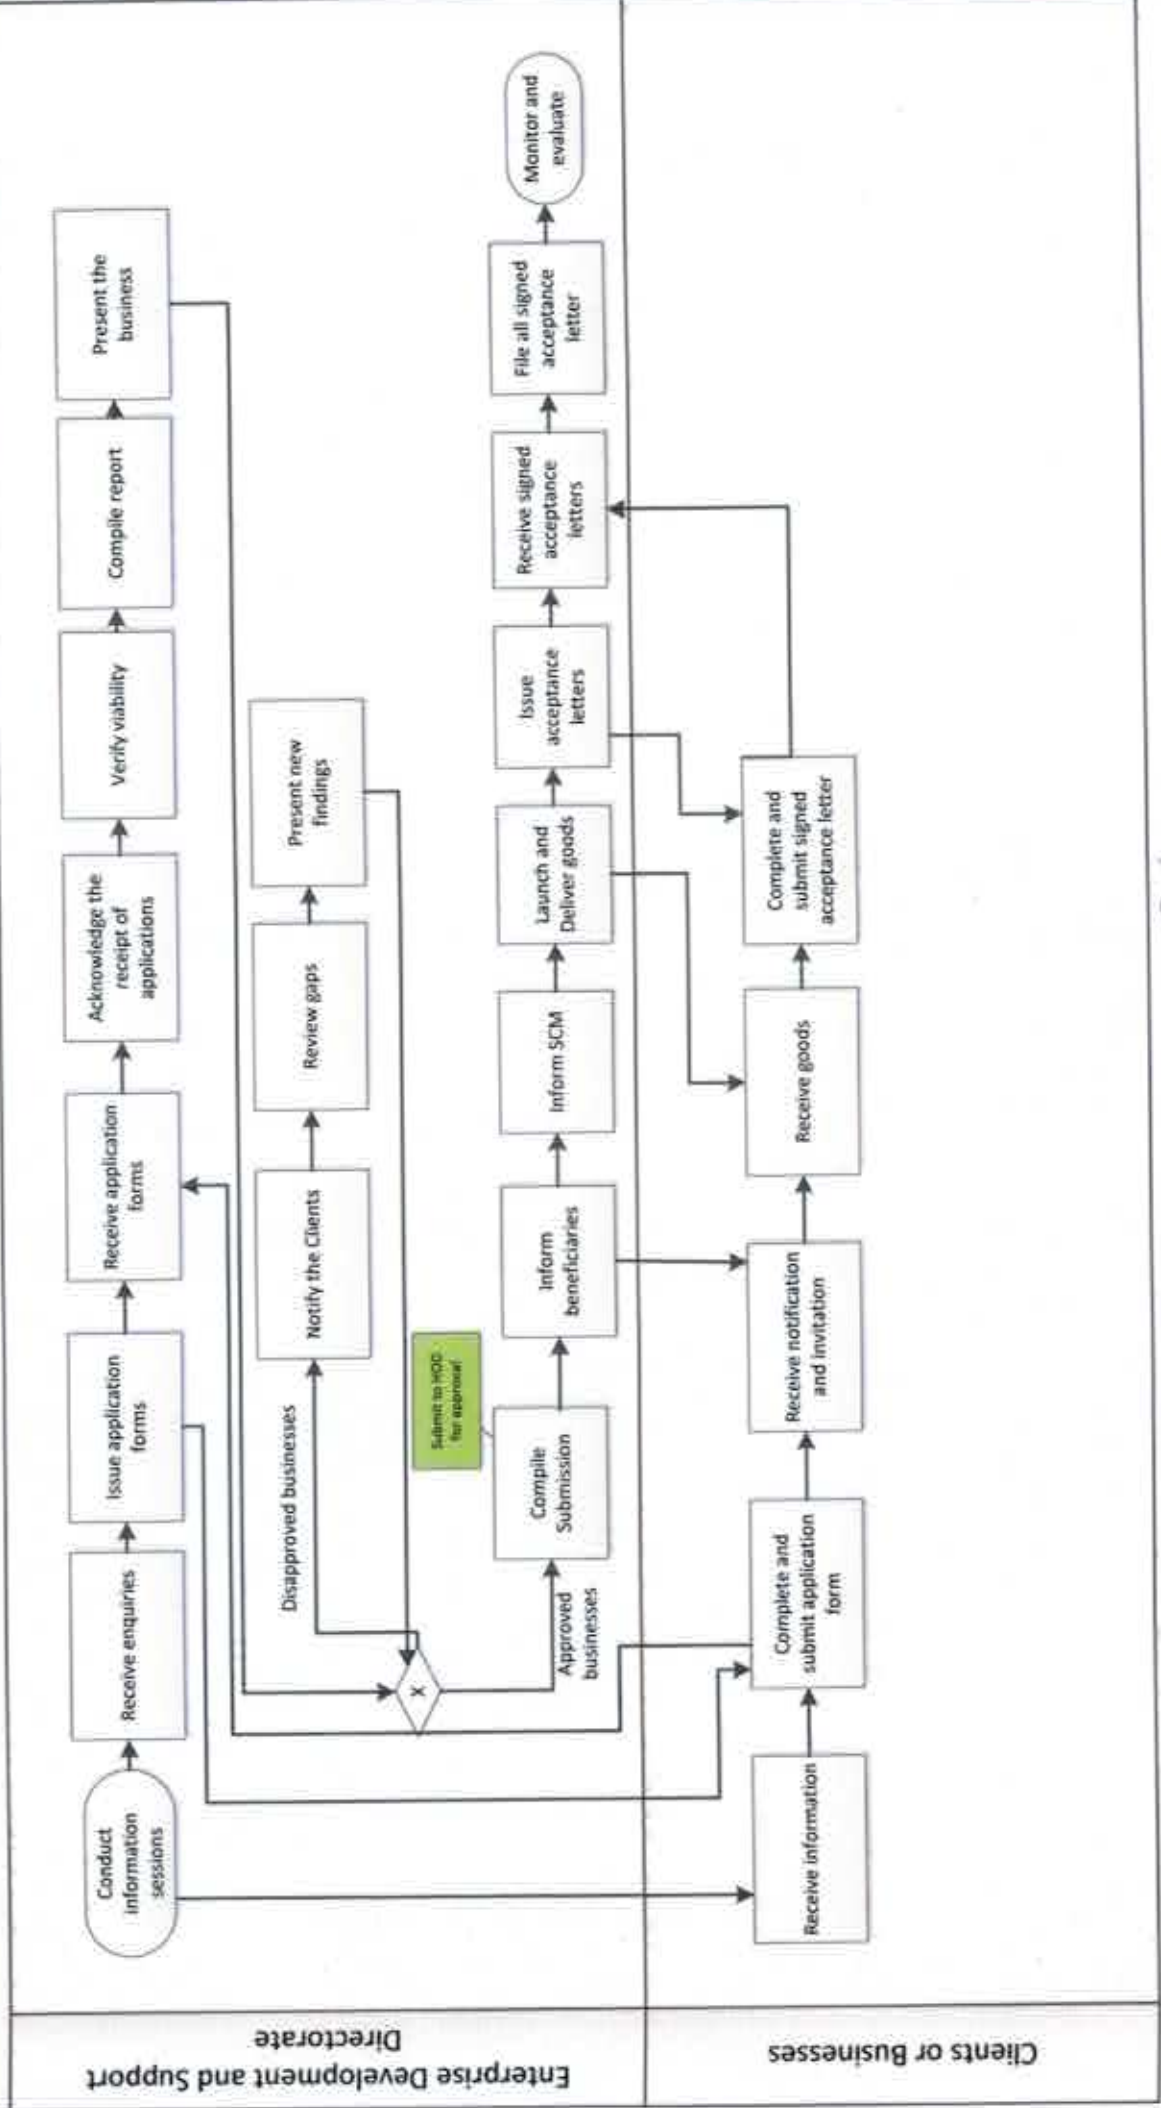 Enterprise Development and Support
Directorate
Conduct
information
sessions
Receive enquiries
Issue application
forms
Receive application
forms
Acknowledge the
receipt of
applications
Verify viability
Compile report
Present the
business
Disapproved businesses
Notify the Clients
Review gaps
Present new
findings
X
Approved
businesses
Submit to HOD
for approval
Compile
Submission
Inform
beneficiaries
Inform SCM
Launch and
Deliver goods
Issue
acceptance
letters
Receive signed
acceptance
letters
File all signed
acceptance
letter
Monitor and
evaluate
Clients or Businesses
Receive information
Complete and
submit application
form
Receive notification
and invitation
Receive goods
Complete and
submit signed
acceptance letter